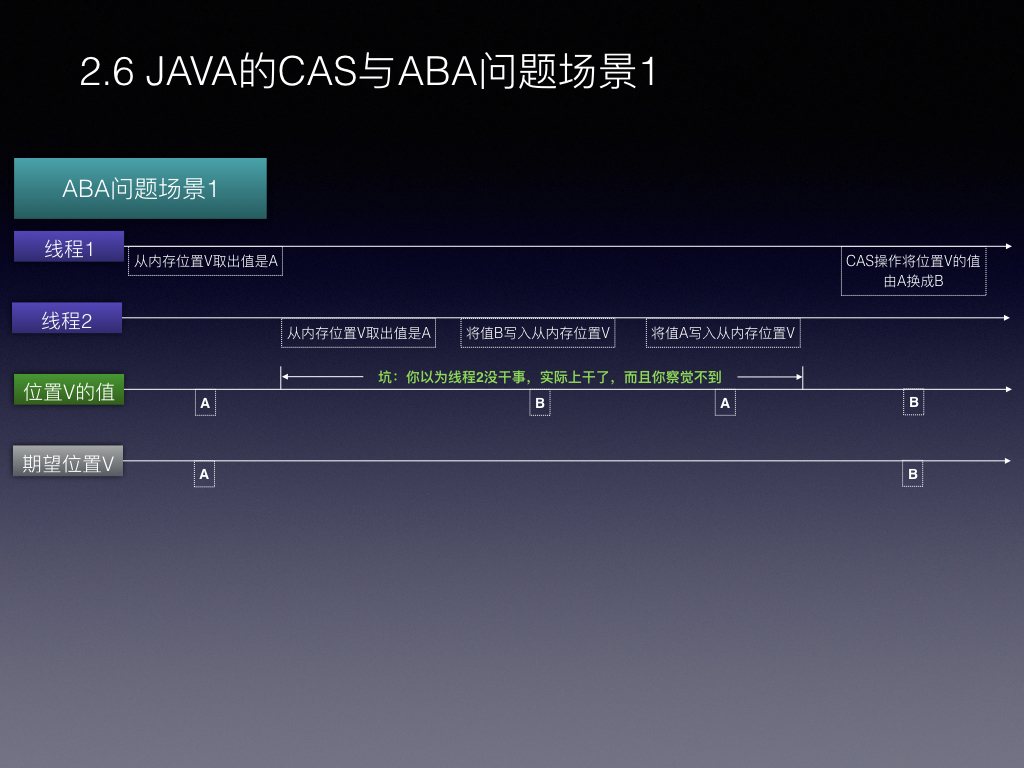 2.6 JAVA的CAS与ABA问题场景1
ABA问题场景1
线程1
从内存位置V取出值是A
CAS操作将位置V的值
由A换成B
线程2
从内存位置V取出值是A
将值B写入从内存位置V
将值A写入从内存位置V
坑：你以为线程2没干事，实际上干了，而且你察觉不到
位置V的值
A
B
A
B
期望位置V
A
B